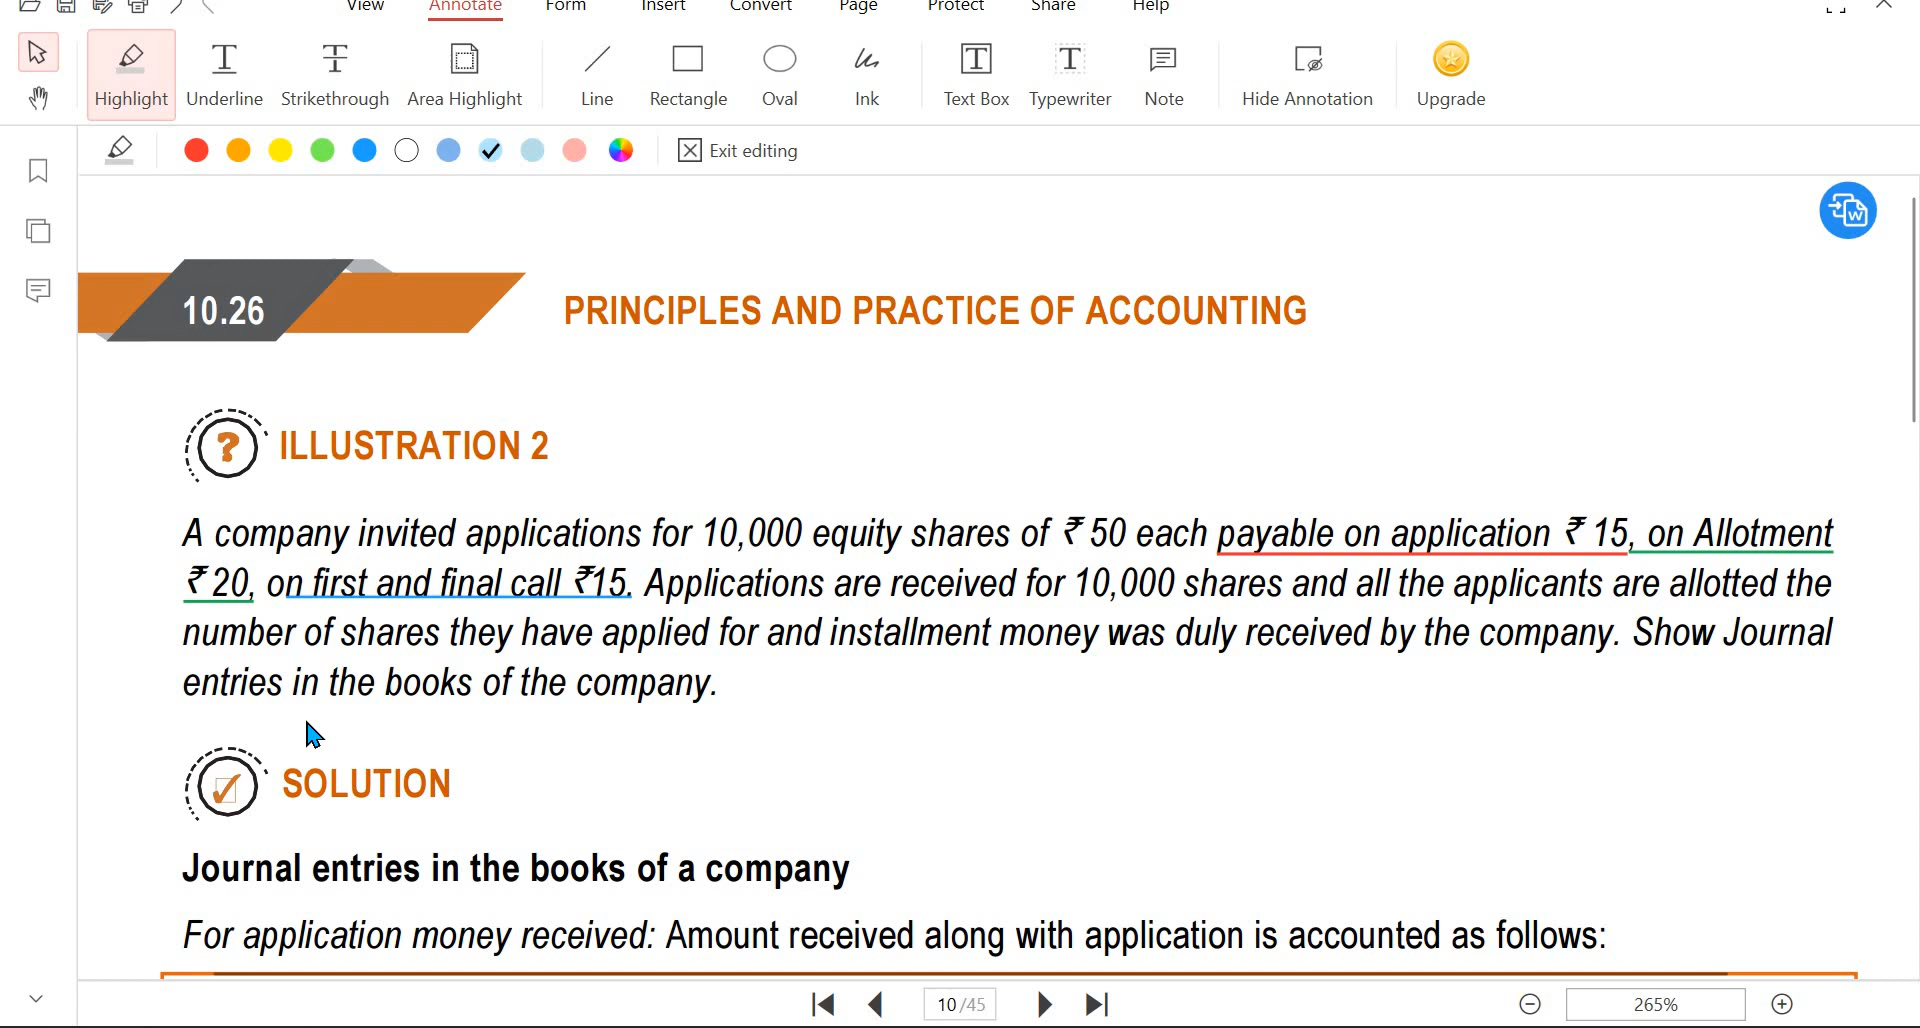 View Annotate Form Insert Convert Page Protect Share Help
Highlight Underline Strikethrough Area Highlight Line Rectangle Oval Ink Text Box Typewriter Note Hide Annotation Upgrade
Exit editing
10.26 PRINCIPLES AND PRACTICE OF ACCOUNTING
? ILLUSTRATION 2
A company invited applications for 10,000 equity shares of ₹ 50 each payable on application ₹ 15, on Allotment
₹ 20, on first and final call ₹15. Applications are received for 10,000 shares and all the applicants are allotted the
number of shares they have applied for and installment money was duly received by the company. Show Journal
entries in the books of the company.
SOLUTION
Journal entries in the books of a company
For application money received: Amount received along with application is accounted as follows:
10 /45 265%